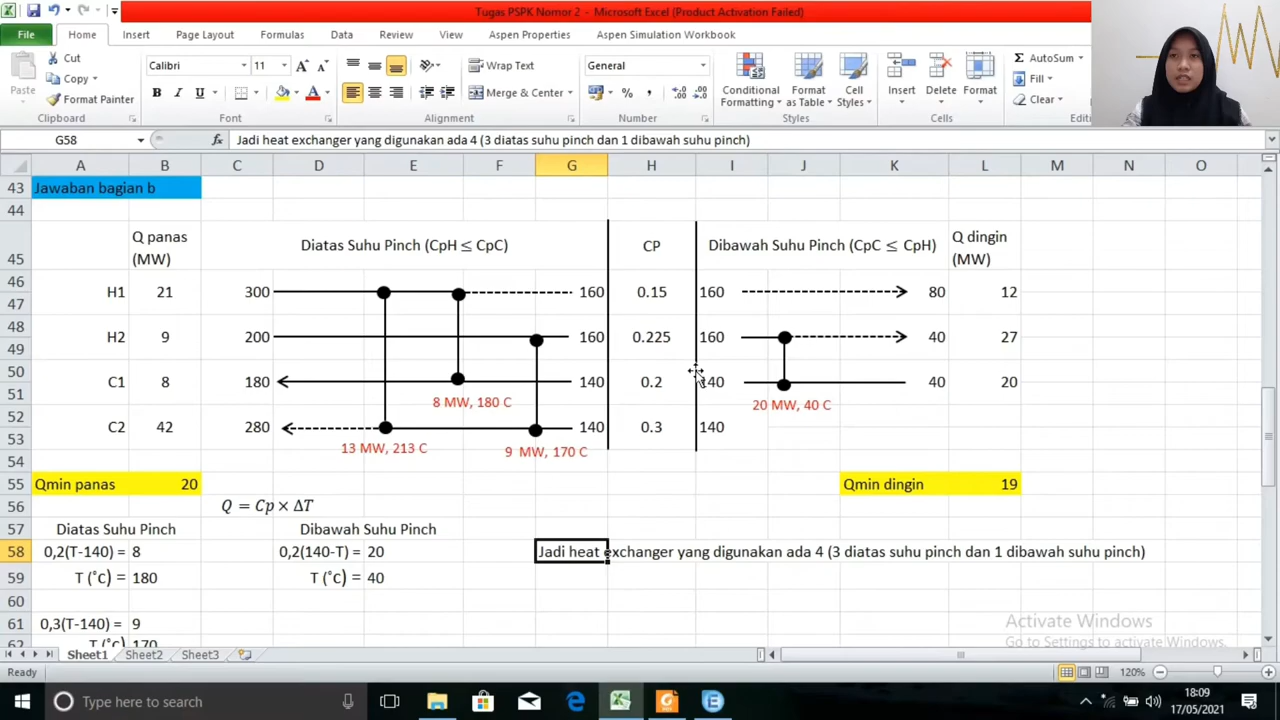 Tugas PSPK Nomor 2 - Microsoft Excel (Product Activation Failed)
File Home Insert Page Layout Formulas Data Review View Aspen Properties Aspen Simulation Workbook
Paste Cut Copy Format Painter Clipboard
Calibri 11 Font
Wrap Text Merge & Center Alignment
General Number
Conditional Formatting Format as Table Cell Styles Styles
Insert Delete Format Cells
AutoSum Fill Clear
G58 fx Jadi heat exchanger yang digunakan ada 4 (3 diatas suhu pinch dan 1 dibawah suhu pinch)
A B C D E F G H I J K L M N O
43 Jawaban bagian b
44
45 Q panas (MW) Diatas Suhu Pinch (CpH ≤ CpC) CP Dibawah Suhu Pinch (CpC ≤ CpH) Q dingin (MW)
46
47 H1 21 300 160 0.15 160 80 12
48
49 H2 9 200 160 0.225 160 40 27
50
51 C1 8 180 140 0.2 140 40 20
8 MW, 180 C 20 MW, 40 C
52
53 C2 42 280 140 0.3 140
13 MW, 213 C 9 MW, 170 C
54
55 Qmin panas 20 Qmin dingin 19
56 Q = Cp × ΔT
57 Diatas Suhu Pinch Dibawah Suhu Pinch
58 0,2(T-140) = 8 0,2(140-T) = 20 Jadi heat exchanger yang digunakan ada 4 (3 diatas suhu pinch dan 1 dibawah suhu pinch)
59 T (˚c) = 180 T (˚c) = 40
60
61 0,3(T-140) = 9
62 T (˚c) = 170
Activate Windows
Go to Settings to activate Windows.
Sheet1 Sheet2 Sheet3
Ready 120%
Type here to search
18:09
17/05/2021